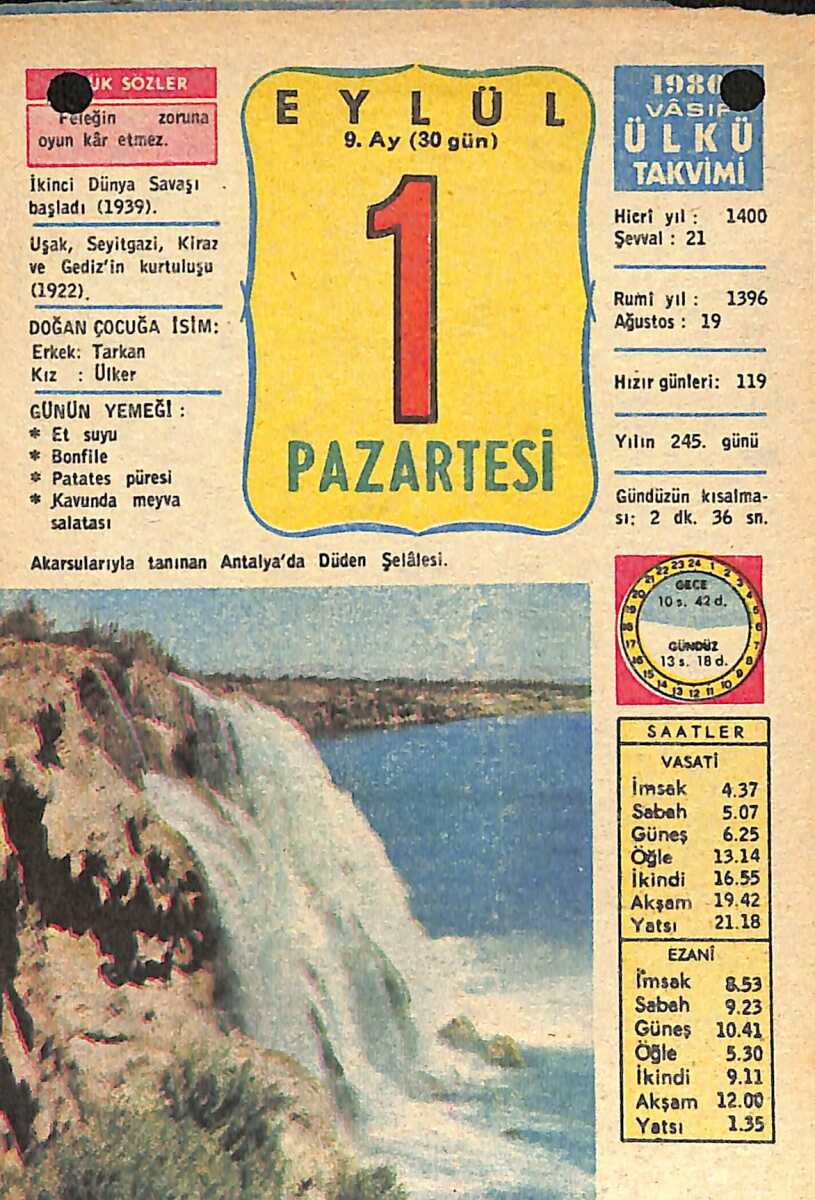 UK SÖZLER
Feleğin zoruna
oyun kâr etmez.
İkinci Dünya Savaşı
başladı (1939).
Uşak, Seyitgazi, Kiraz
ve Gediz'in kurtuluşu
(1922).
DOĞAN ÇOCUĞA İSİM:
Erkek: Tarkan
Kız : Ülker
GÜNÜN YEMEĞİ :
* Et suyu
* Bonfile
* Patates püresi
* Kavunda meyva
salatası
EYLÜL
9. Ay (30 gün)
1
PAZARTESİ
1980
VÂSIF
ÜLKÜ
TAKVİMİ
Hicrî yıl : 1400
Şevval : 21
Rumî yıl : 1396
Ağustos : 19
Hızır günleri: 119
Yılın 245. günü
Gündüzün kısalma-
sı: 2 dk. 36 sn.
Akarsularıyla tanınan Antalya'da Düden Şelâlesi.
GECE
10 s. 42 d.
GÜNDÜZ
13 s. 18 d.
SAATLER
VASATİ
İmsak 4.37
Sabah 5.07
Güneş 6.25
Öğle 13.14
İkindi 16.55
Akşam 19.42
Yatsı 21.18
EZANÎ
İmsak 8.53
Sabah 9.23
Güneş 10.41
Öğle 5.30
İkindi 9.11
Akşam 12.00
Yatsı 1.35